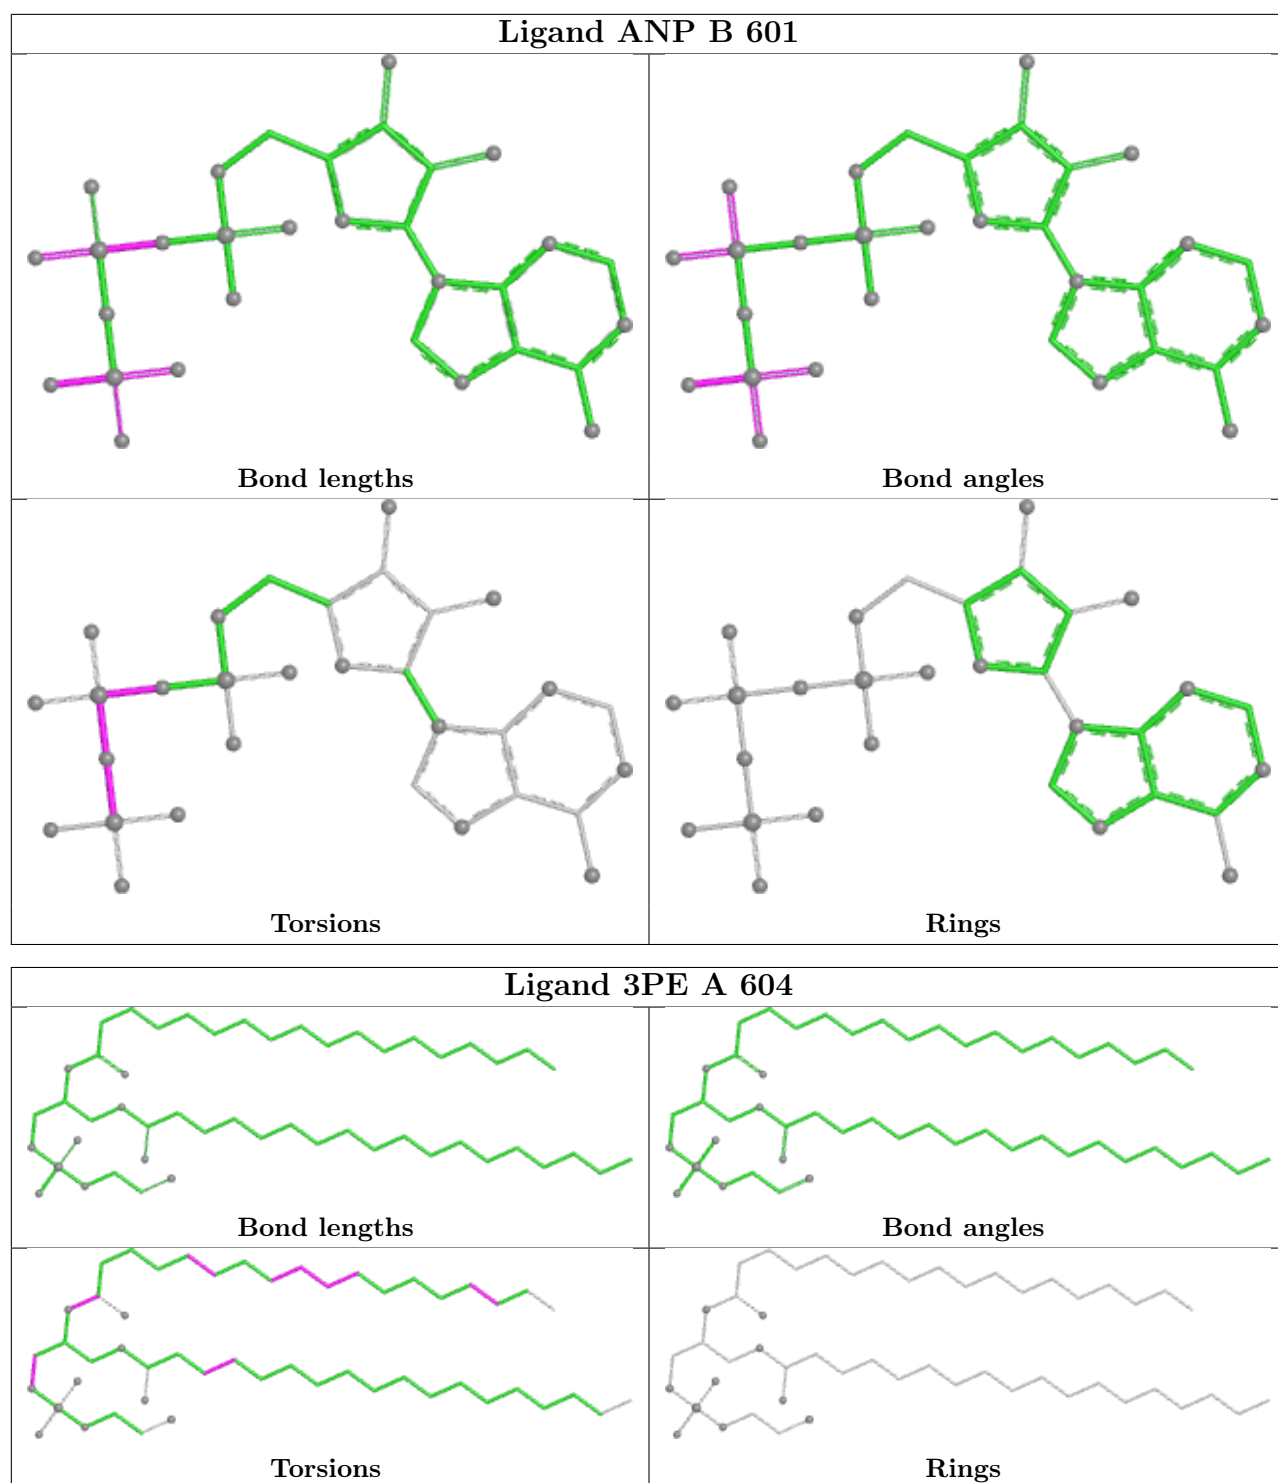 Ligand ANP B 601
Bond lengths
Bond angles
Torsions
Rings
Ligand 3PE A 604
Bond lengths
Bond angles
Torsions
Rings